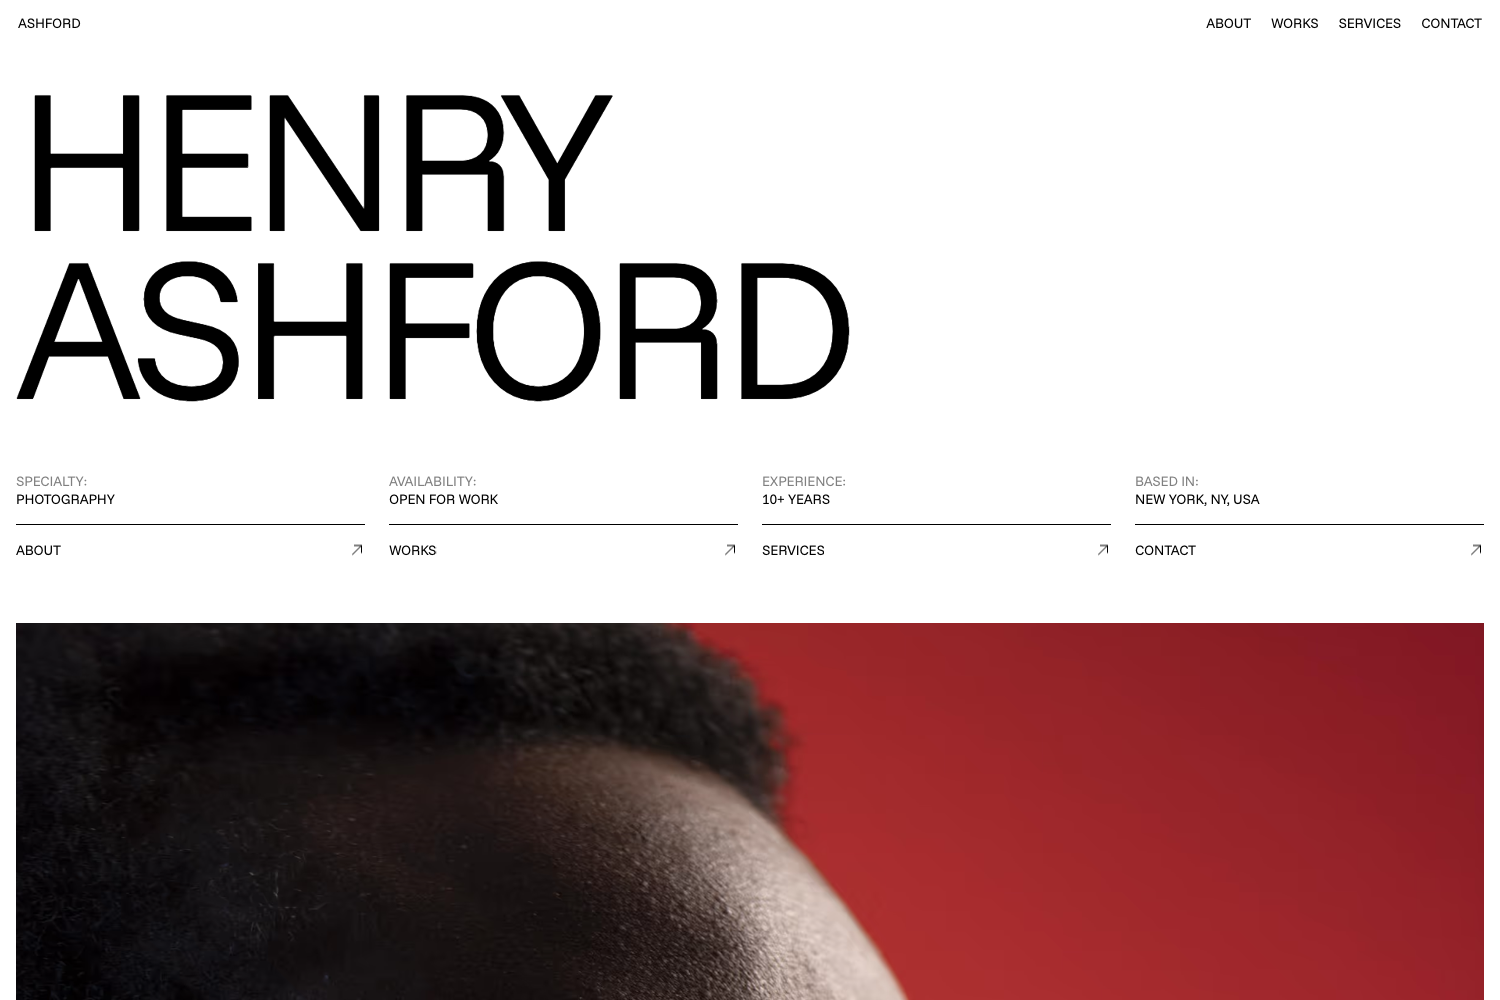 ASHFORD
ABOUT WORKS SERVICES CONTACT
HENRY
ASHFORD
SPECIALTY:
PHOTOGRAPHY
ABOUT
AVAILABILITY:
OPEN FOR WORK
WORKS
EXPERIENCE:
10+ YEARS
SERVICES
BASED IN:
NEW YORK, NY, USA
CONTACT